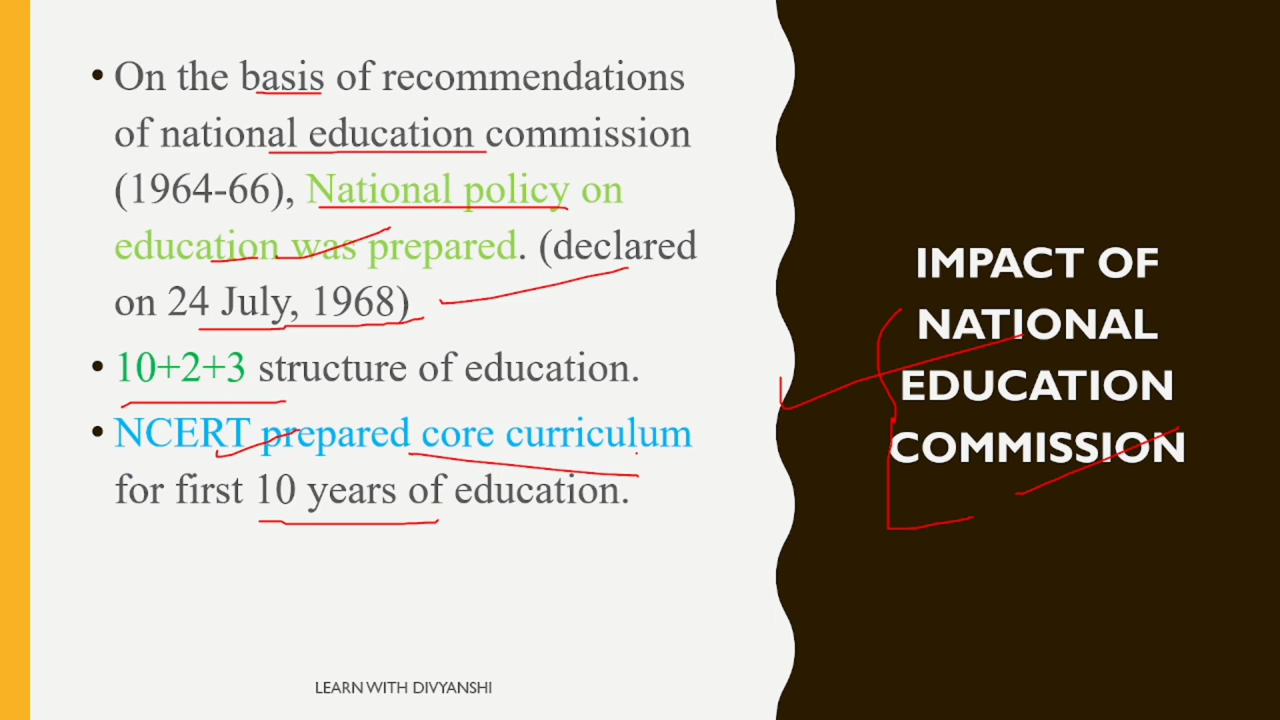 • On the basis of recommendations
of national education commission
(1964-66), National policy on
education was prepared. (declared
on 24 July, 1968)
• 10+2+3 structure of education.
• NCERT prepared core curriculum
for first 10 years of education.
IMPACT OF
NATIONAL
EDUCATION
COMMISSION
LEARN WITH DIVYANSHI